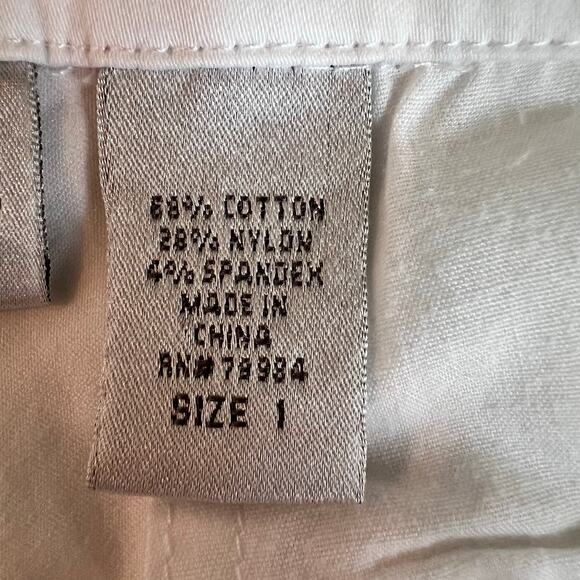 68% COTTON
28% NYLON
4% SPANDEX
MADE IN
CHINA
RN# 79984
SIZE 1